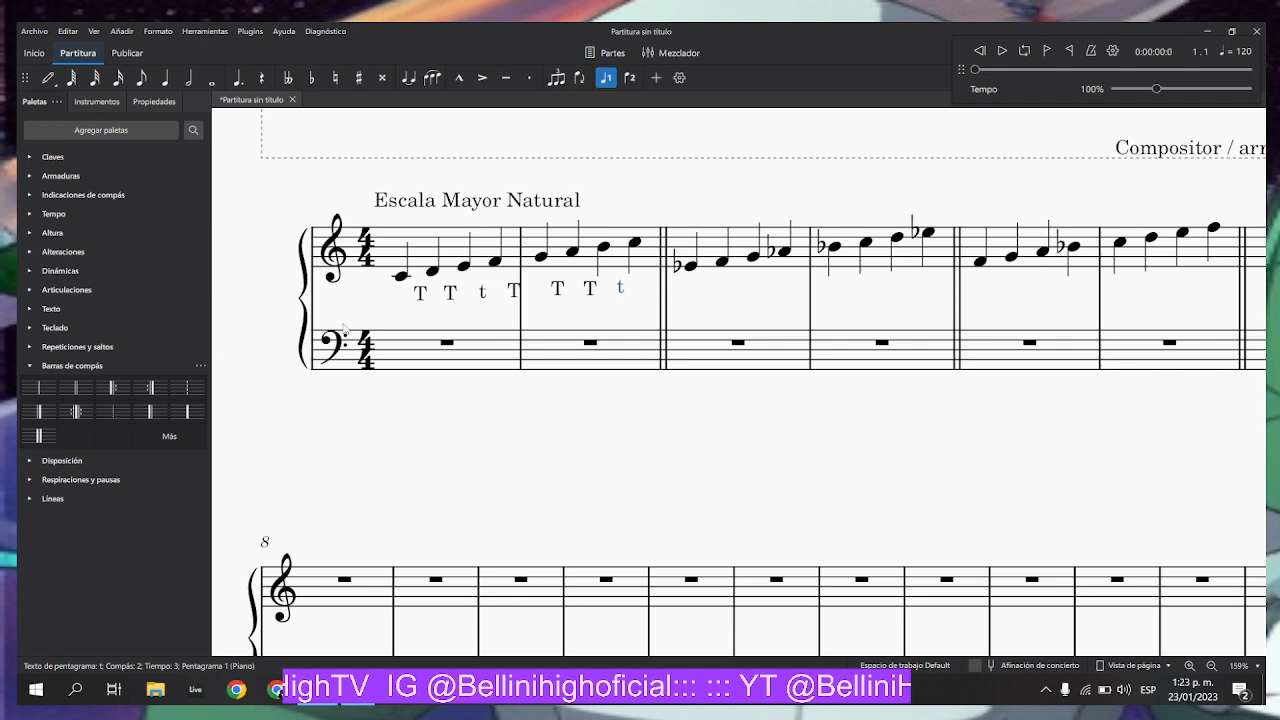 Archivo Editar Ver Añadir Formato Herramientas Plugins Ayuda Diagnóstico
Partitura sin título
Inicio Partitura Publicar
Partes Mezclador
0:00:00:0 1 . 1 = 120
Tempo 100%
Paletas Instrumentos Propiedades
*Partitura sin título
Agregar paletas
Claves
Armaduras
Indicaciones de compás
Tempo
Altura
Alteraciones
Dinámicas
Articulaciones
Texto
Teclado
Repeticiones y saltos
Barras de compás
Más
Disposición
Respiraciones y pausas
Líneas
Compositor / arr
Escala Mayor Natural
T T t T T T t
8
Texto de pentagrama: t; Compás: 2; Tiempo: 3; Pentagrama 1 (Piano)
Espacio de trabajo Default Afinación de concierto Vista de página 159%
Live
HighTV IG @Bellinihighoficial::: ::: YT @BelliniH
ESP
1:23 p. m.
23/01/2023
2